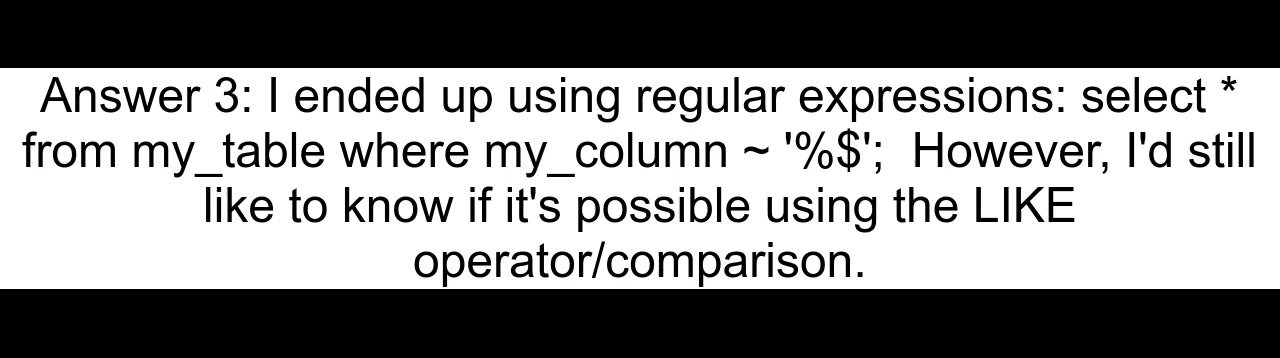 Answer 3: I ended up using regular expressions: select *
from my_table where my_column ~ '%$';  However, I'd still
like to know if it's possible using the LIKE
operator/comparison.